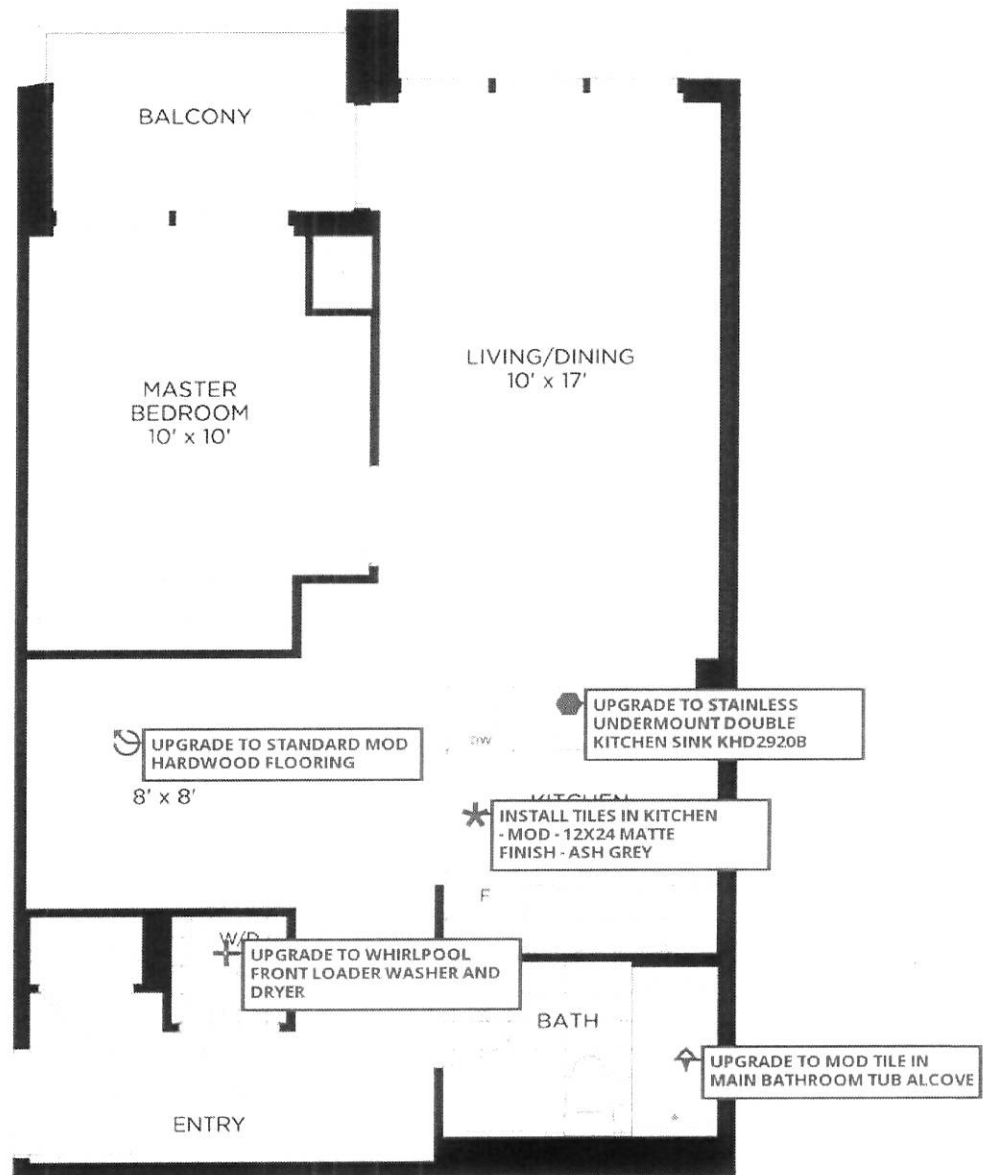 BALCONY
LIVING/DINING
10' x 17'
MASTER
BEDROOM
10' x 10'
UPGRADE TO STAINLESS
UNDERMOUNT DOUBLE
KITCHEN SINK KHD2920B
DW
UPGRADE TO STANDARD MOD
HARDWOOD FLOORING
8' x 8'
KITCHEN
INSTALL TILES IN KITCHEN
- MOD - 12X24 MATTE
FINISH - ASH GREY
F
W/D
UPGRADE TO WHIRLPOOL
FRONT LOADER WASHER AND
DRYER
BATH
UPGRADE TO MOD TILE IN
MAIN BATHROOM TUB ALCOVE
ENTRY